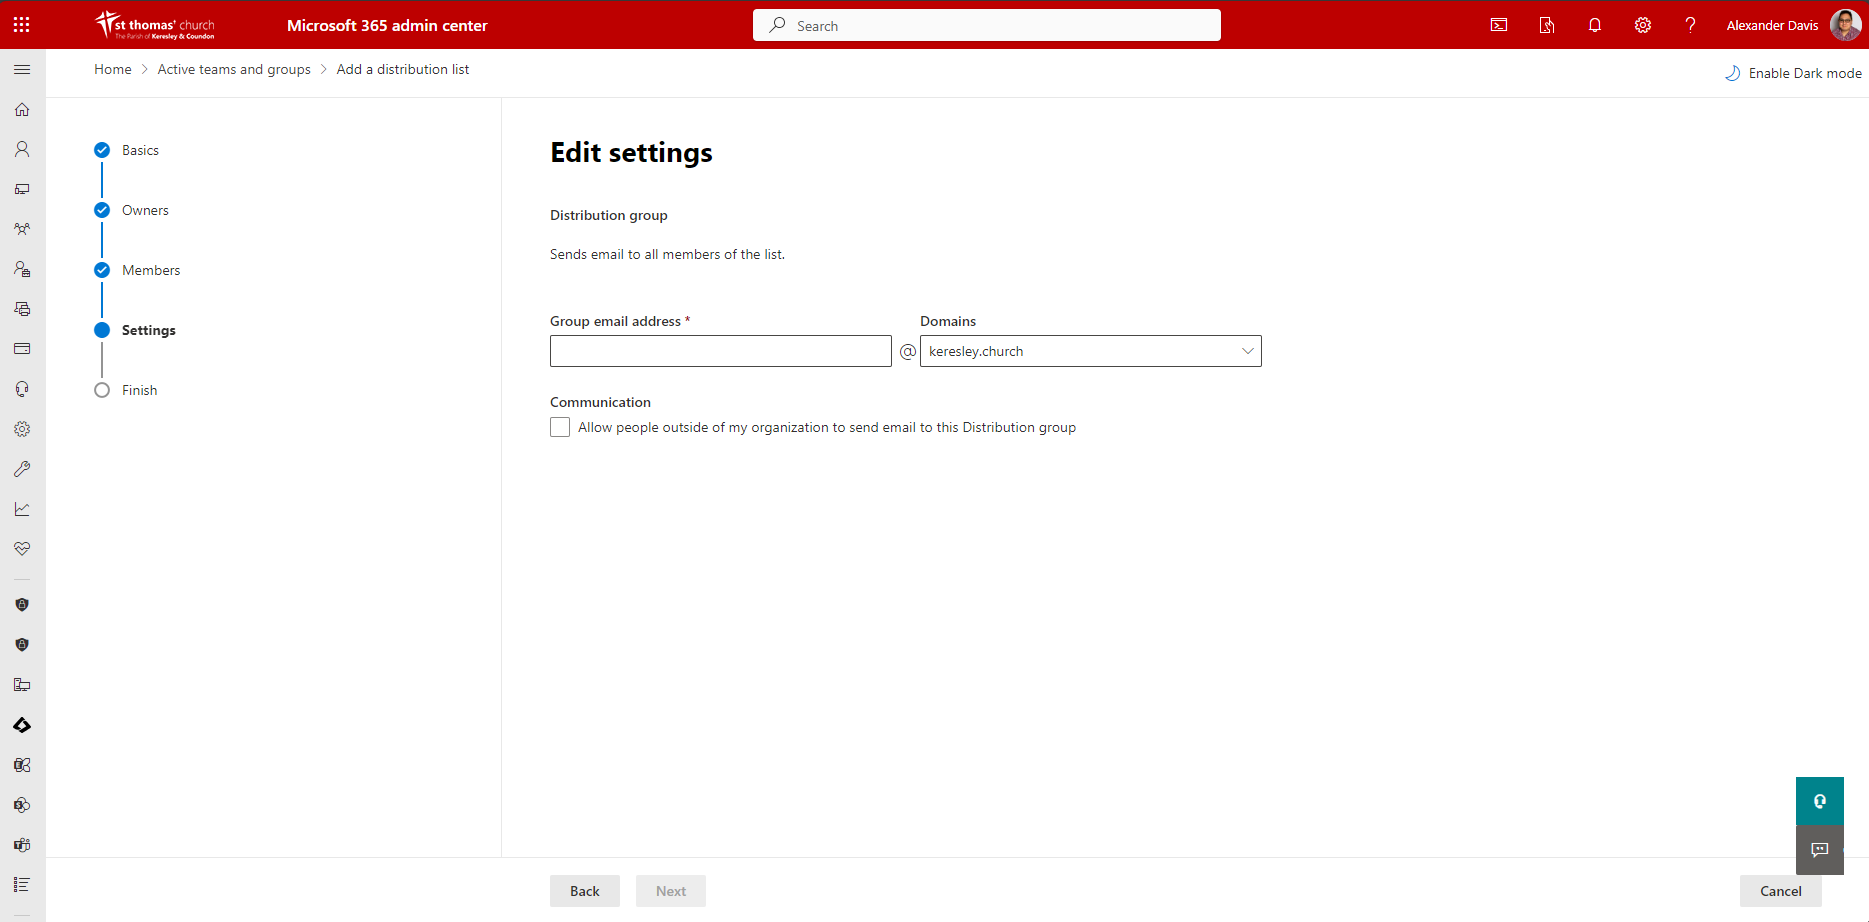 st thomas' church
The Parish of Keresley & Coundon
Microsoft 365 admin center
Search
Alexander Davis
Home > Active teams and groups > Add a distribution list
Enable Dark mode
Basics
Owners
Members
Settings
Finish
Edit settings
Distribution group
Sends email to all members of the list.
Group email address *
Domains
@ keresley.church
Communication
Allow people outside of my organization to send email to this Distribution group
Back
Next
Cancel